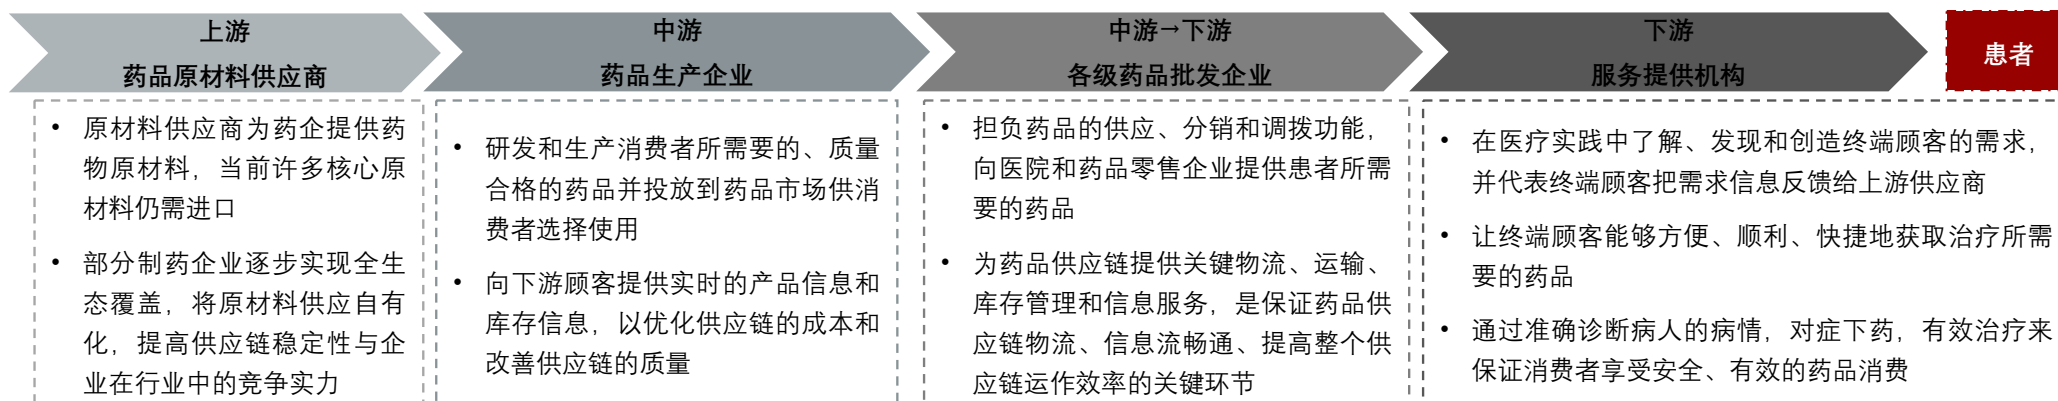 上游
药品原材料供应商
中游
药品生产企业
中游→下游
各级药品批发企业
下游
服务提供机构
患者
• 原材料供应商为药企提供药
物原材料，当前许多核心原
材料仍需进口
• 部分制药企业逐步实现全生
态覆盖，将原材料供应自有
化，提高供应链稳定性与企
业在行业中的竞争实力
• 研发和生产消费者所需要的、质量
合格的药品并投放到药品市场供消
费者选择使用
• 向下游顾客提供实时的产品信息和
库存信息，以优化供应链的成本和
改善供应链的质量
• 担负药品的供应、分销和调拨功能，
向医院和药品零售企业提供患者所需
要的药品
• 为药品供应链提供关键物流、运输、
库存管理和信息服务，是保证药品供
应链物流、信息流畅通、提高整个供
应链运作效率的关键环节
• 在医疗实践中了解、发现和创造终端顾客的需求，
并代表终端顾客把需求信息反馈给上游供应商
• 让终端顾客能够方便、顺利、快捷地获取治疗所需
要的药品
• 通过准确诊断病人的病情，对症下药，有效治疗来
保证消费者享受安全、有效的药品消费